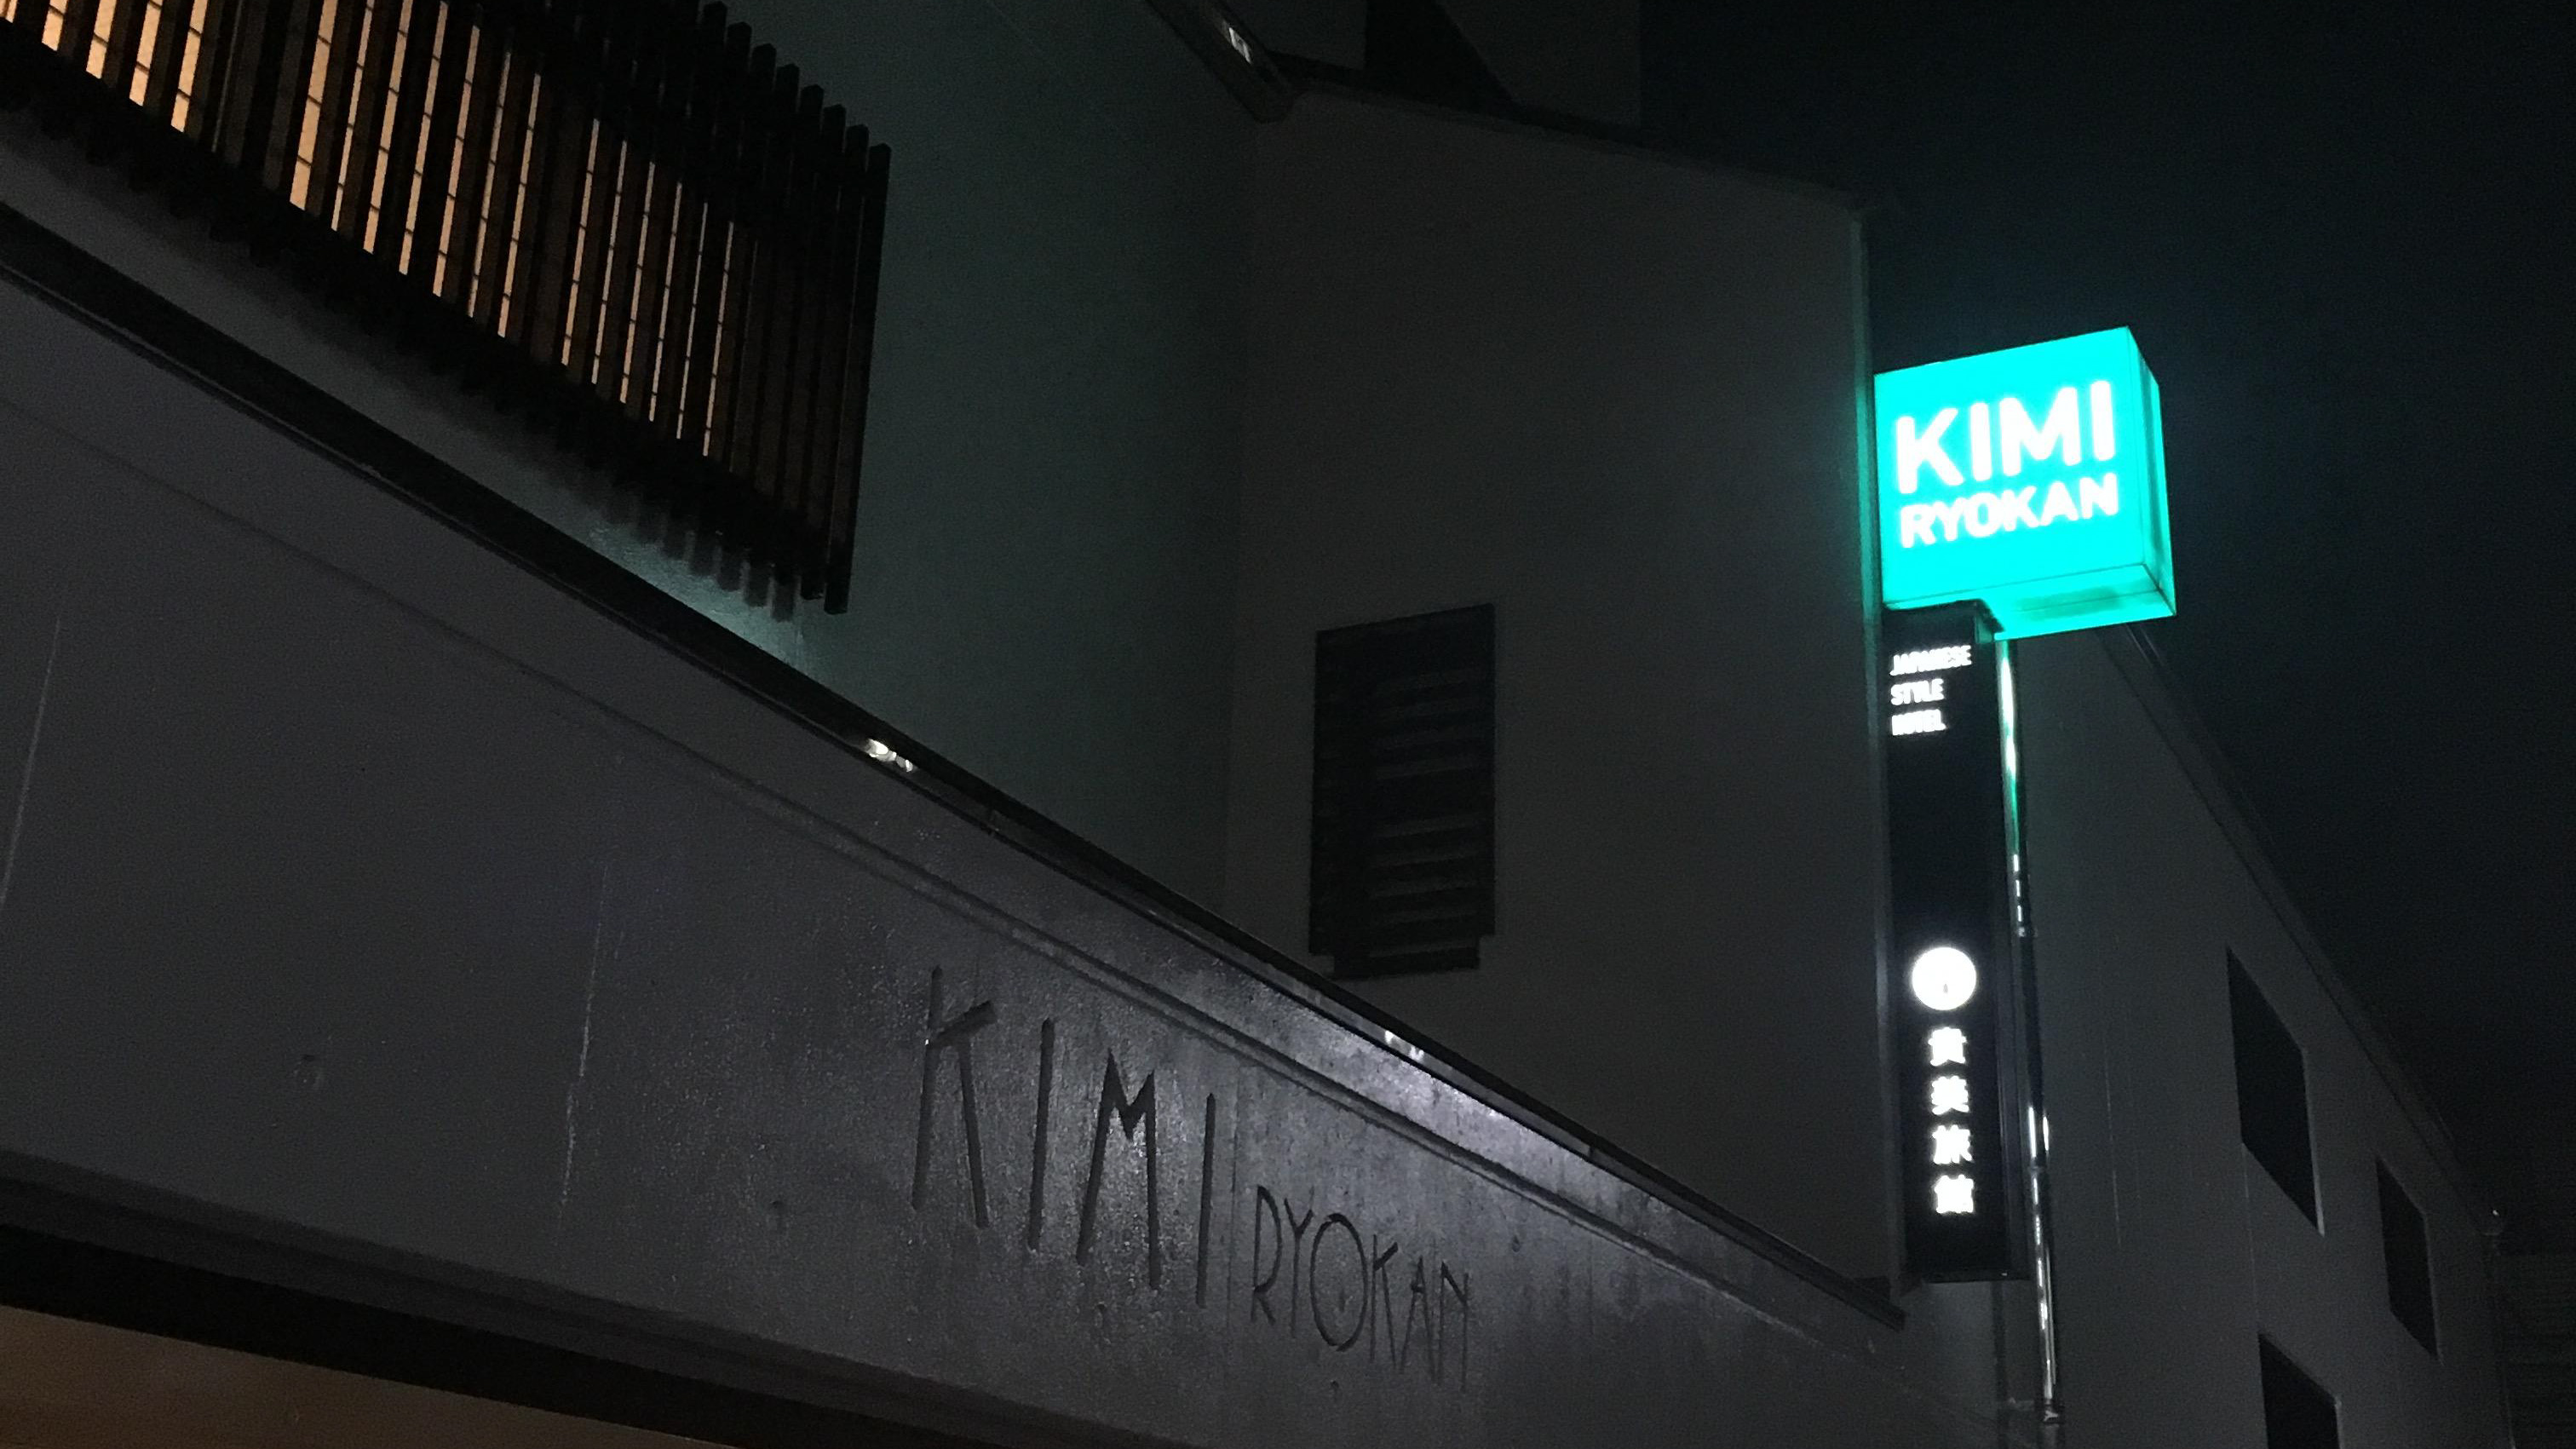 KIMI
RYOKAN
JAPANESE
STYLE
HOTEL
貴美旅館
KIMI RYOKAN